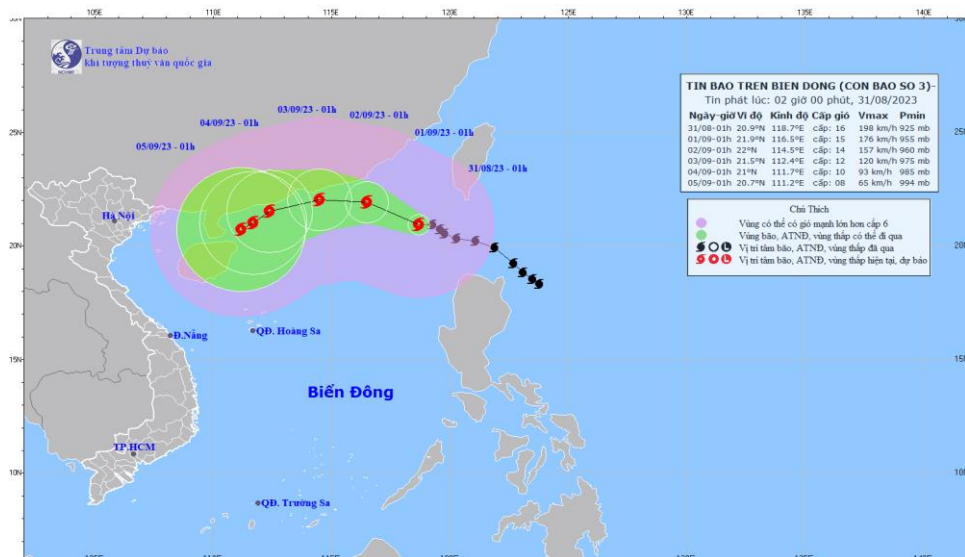 105E
110E
115E
120E
125E
130E
135E
140E
Trung tâm Dự báo
khí tượng thuỷ văn quốc gia
TIN BAO TREN BIEN DONG (CON BAO SO 3)-
Tin phát lúc: 02 giờ 00 phút, 31/08/2023
Ngày-giờ Vĩ độ Kinh độ Cấp gió Vmax Pmin
31/08-01h 20.9°N 118.7°E cấp: 16 198 km/h 925 mb
01/09-01h 21.9°N 116.5°E cấp: 15 176 km/h 955 mb
02/09-01h 22°N 114.5°E cấp: 14 157 km/h 960 mb
03/09-01h 21.5°N 112.4°E cấp: 12 120 km/h 975 mb
04/09-01h 21°N 111.7°E cấp: 10 93 km/h 985 mb
05/09-01h 20.7°N 111.2°E cấp: 08 65 km/h 994 mb
Chú Thích
Vùng có thể có gió mạnh lớn hơn cấp 6
Vùng bão, ATNĐ, vùng thấp có thể đi qua
Vị trí tâm bão, ATNĐ, vùng thấp đã qua
Vị trí tâm bão, ATNĐ, vùng thấp hiện tại, dự báo
03/09/23 - 01h
02/09/23 - 01h
04/09/23 - 01h
01/09/23 - 01h
05/09/23 - 01h
31/08/23 - 01h
25N
20N
15N
10N
Hà Nội
Đ.Nẵng
QĐ. Hoàng Sa
Biển Đông
TP.HCM
QĐ. Trường Sa
105E
110E
115E
120E
125E
130E
135E
140E